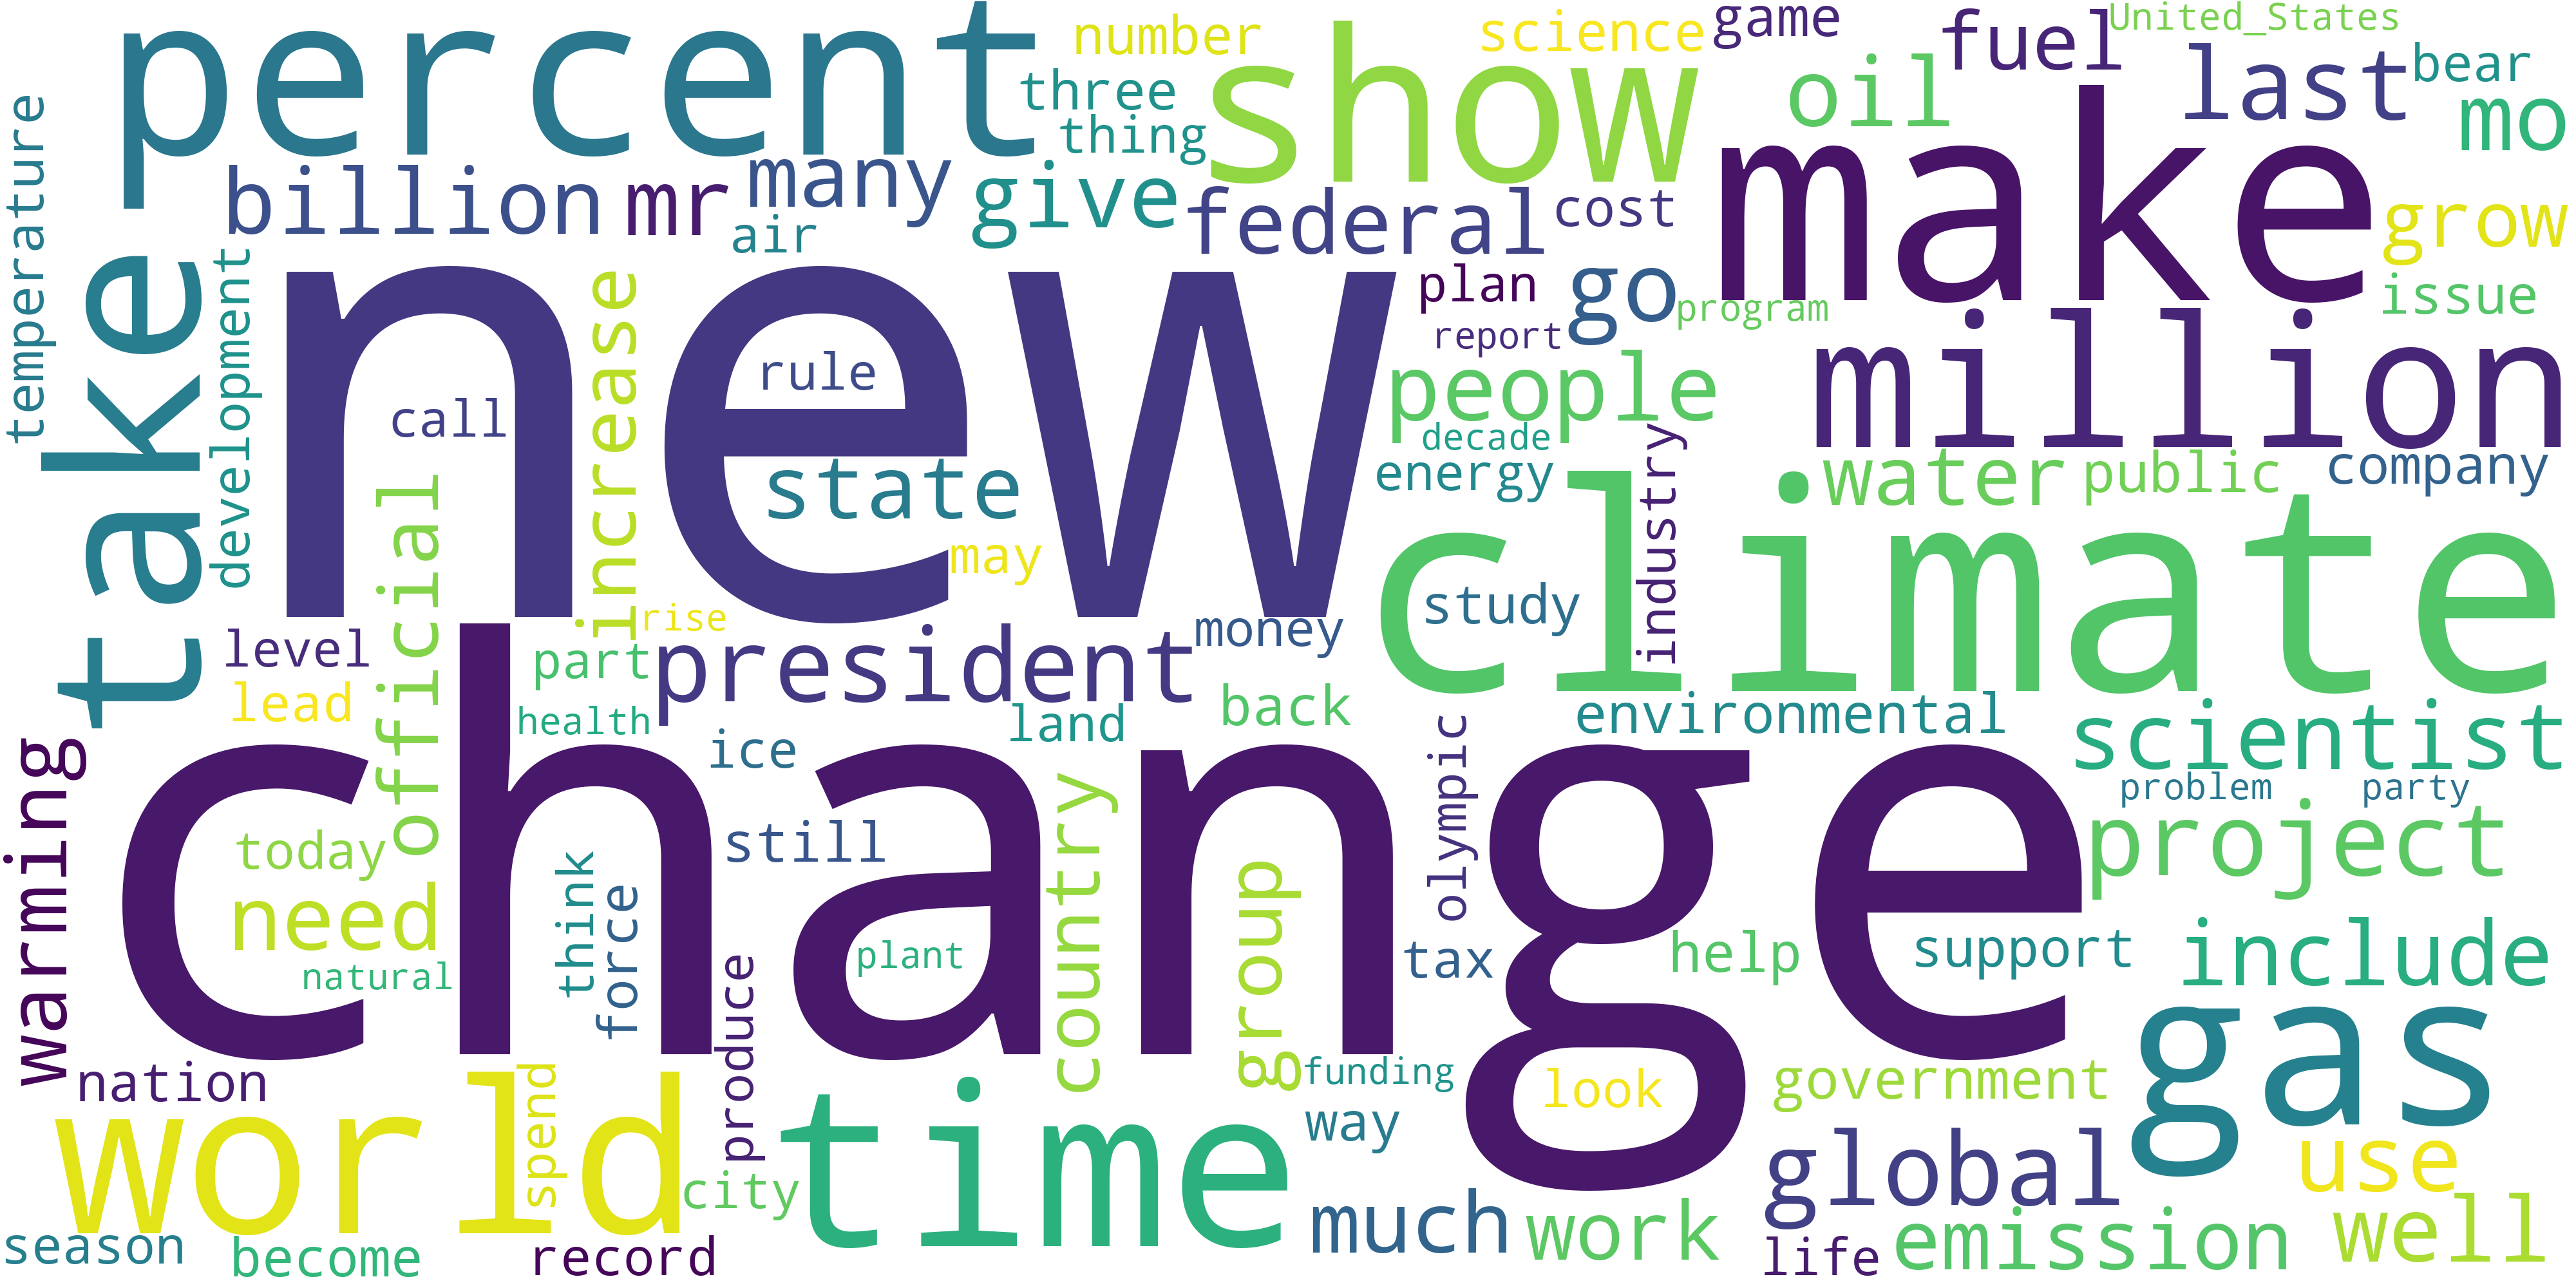 percent
number
three
thing
show
science
game
fuel
United_States
oil
last
bear
mo
temperature
take
billion
mr
many
air
give
federal
cost
make
grow
development
new
increase
rule
call
state
may
plan
go
program
report
people
decade
energy
industry
issue
million
water
public
company
climate
study
official
rise
level
lead
part
health
president
money
land
back
ice
environmental
scientist
problem
party
warming
change
today
need
natural
think
force
still
plant
country
group
olympic
tax
help
support
project
include
gas
nation
world
spend
produce
city
season
become
record
time
funding
way
look
government
much
work
global
life
emission
use
well